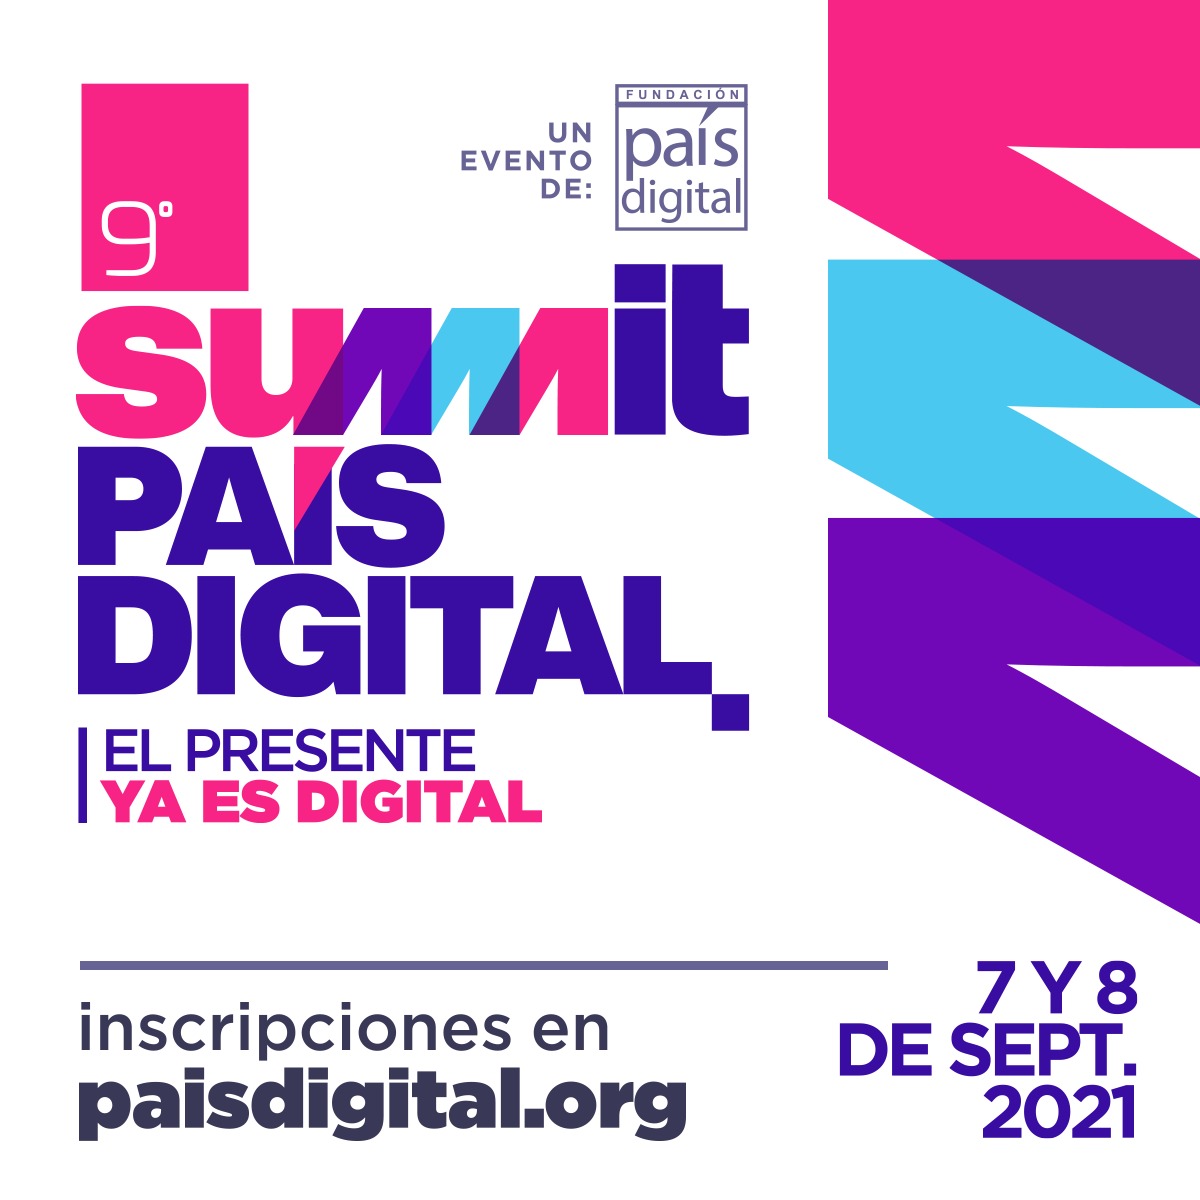 9°
UN
EVENTO
DE:
FUNDACIÓN
país
digital
summit
PAÍS
DIGITAL.
EL PRESENTE
YA ES DIGITAL
inscripciones en
paisdigital.org
7 Y 8
DE SEPT.
2021